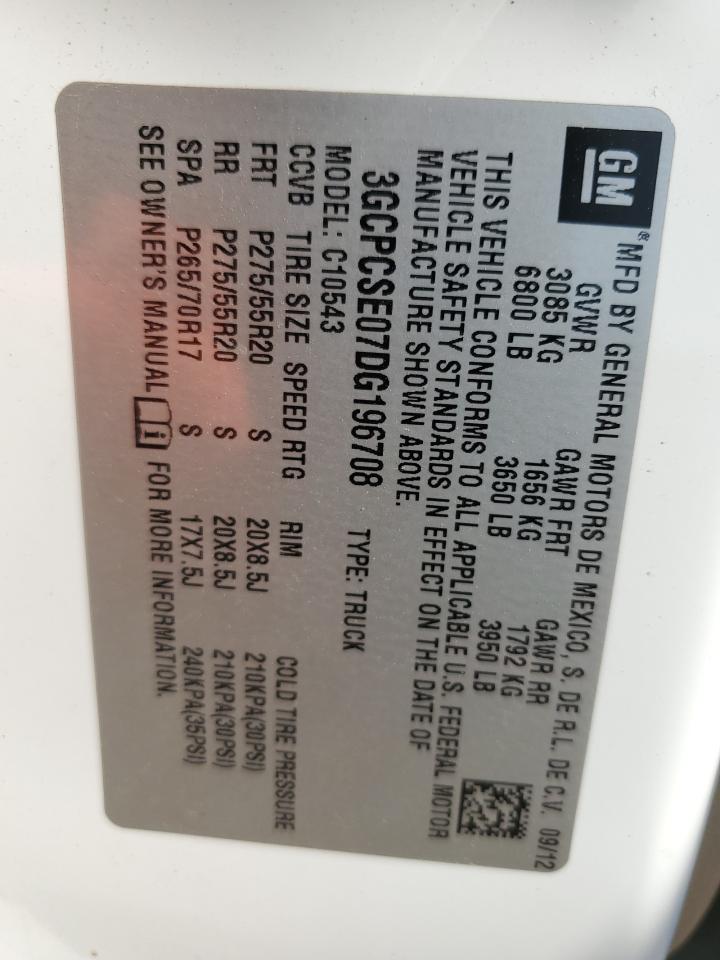 GM
® MFD BY GENERAL MOTORS DE MEXICO, S. DE R.L. DE C.V. 09/12
GVWR GAWR FRT GAWR RR
3085 KG 1656 KG 1792 KG
6800 LB 3650 LB 3950 LB
THIS VEHICLE CONFORMS TO ALL APPLICABLE U.S. FEDERAL MOTOR
VEHICLE SAFETY STANDARDS IN EFFECT ON THE DATE OF
MANUFACTURE SHOWN ABOVE.
3GCPCSE07DG196708 TYPE: TRUCK
MODEL: C10543
CCVB TIRE SIZE SPEED RTG RIM COLD TIRE PRESSURE
FRT P275/55R20 S 20X8.5J 210KPA(30PSI)
RR P275/55R20 S 20X8.5J 210KPA(30PSI)
SPA P265/70R17 S 17X7.5J 240KPA(35PSI)
SEE OWNER'S MANUAL i FOR MORE INFORMATION.